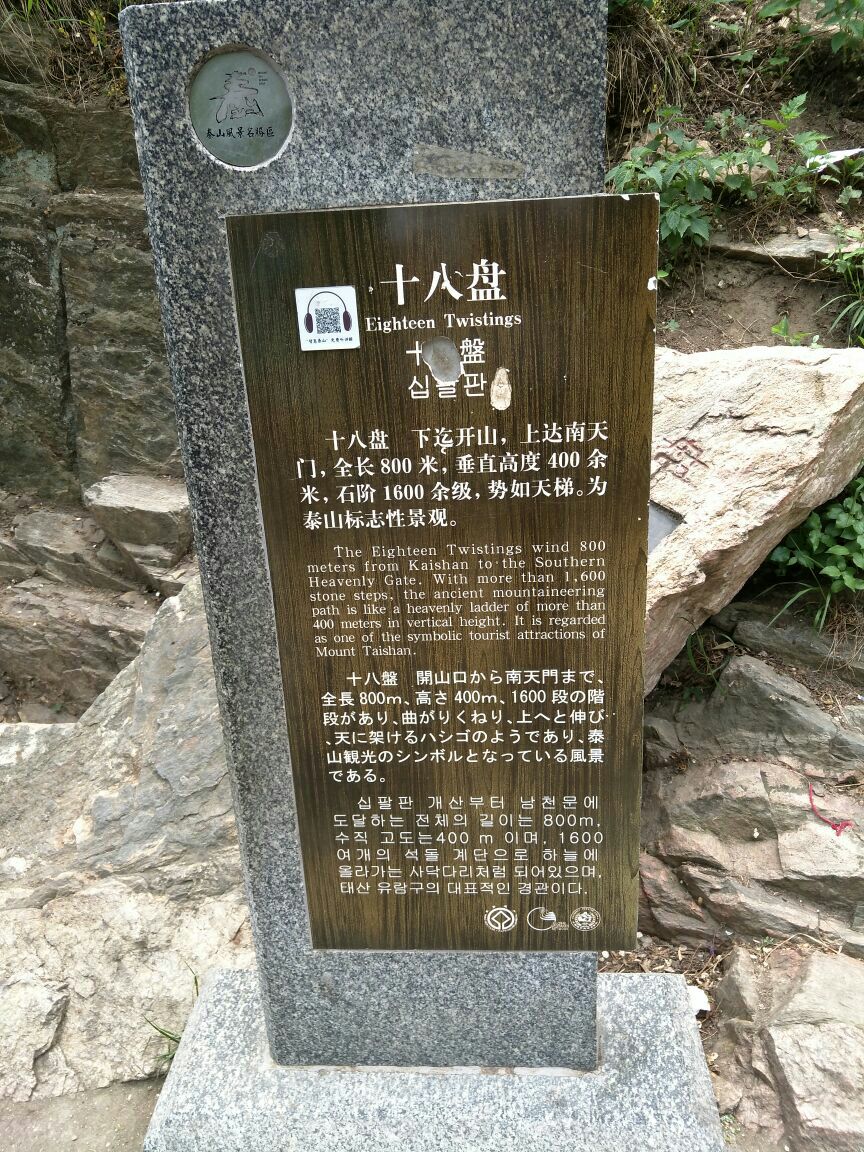 泰山風景名勝區
十八盘
Eighteen Twistings
十 盤
십팔판
十八盘 下迄开山，上达南天
门，全长800米，垂直高度400余
米，石阶1600余级，势如天梯。为
泰山标志性景观。
The Eighteen Twistings wind 800
meters from Kaishan to the Southern
Heavenly Gate. With more than 1,600
stone steps, the ancient mountaineering
path is like a heavenly ladder of more than
400 meters in vertical height. It is regarded
as one of the symbolic tourist attractions of
Mount Taishan.
十八盤 開山口から南天門まで、
全長800m、高さ400m、1600段の階
段があり、曲がりくねり、上へと伸び
、天に架けるハシゴのようであり、泰
山観光のシンボルとなっている風景
である。
십팔판 개산부터 남천문에
도달하는 전체의 길이는 800m,
수직 고도는400 m 이며, 1600
여개의 석돌 계단으로 하늘에
올라가는 사닥다리처럼 되어있으며,
태산 유람구의 대표적인 경관이다.